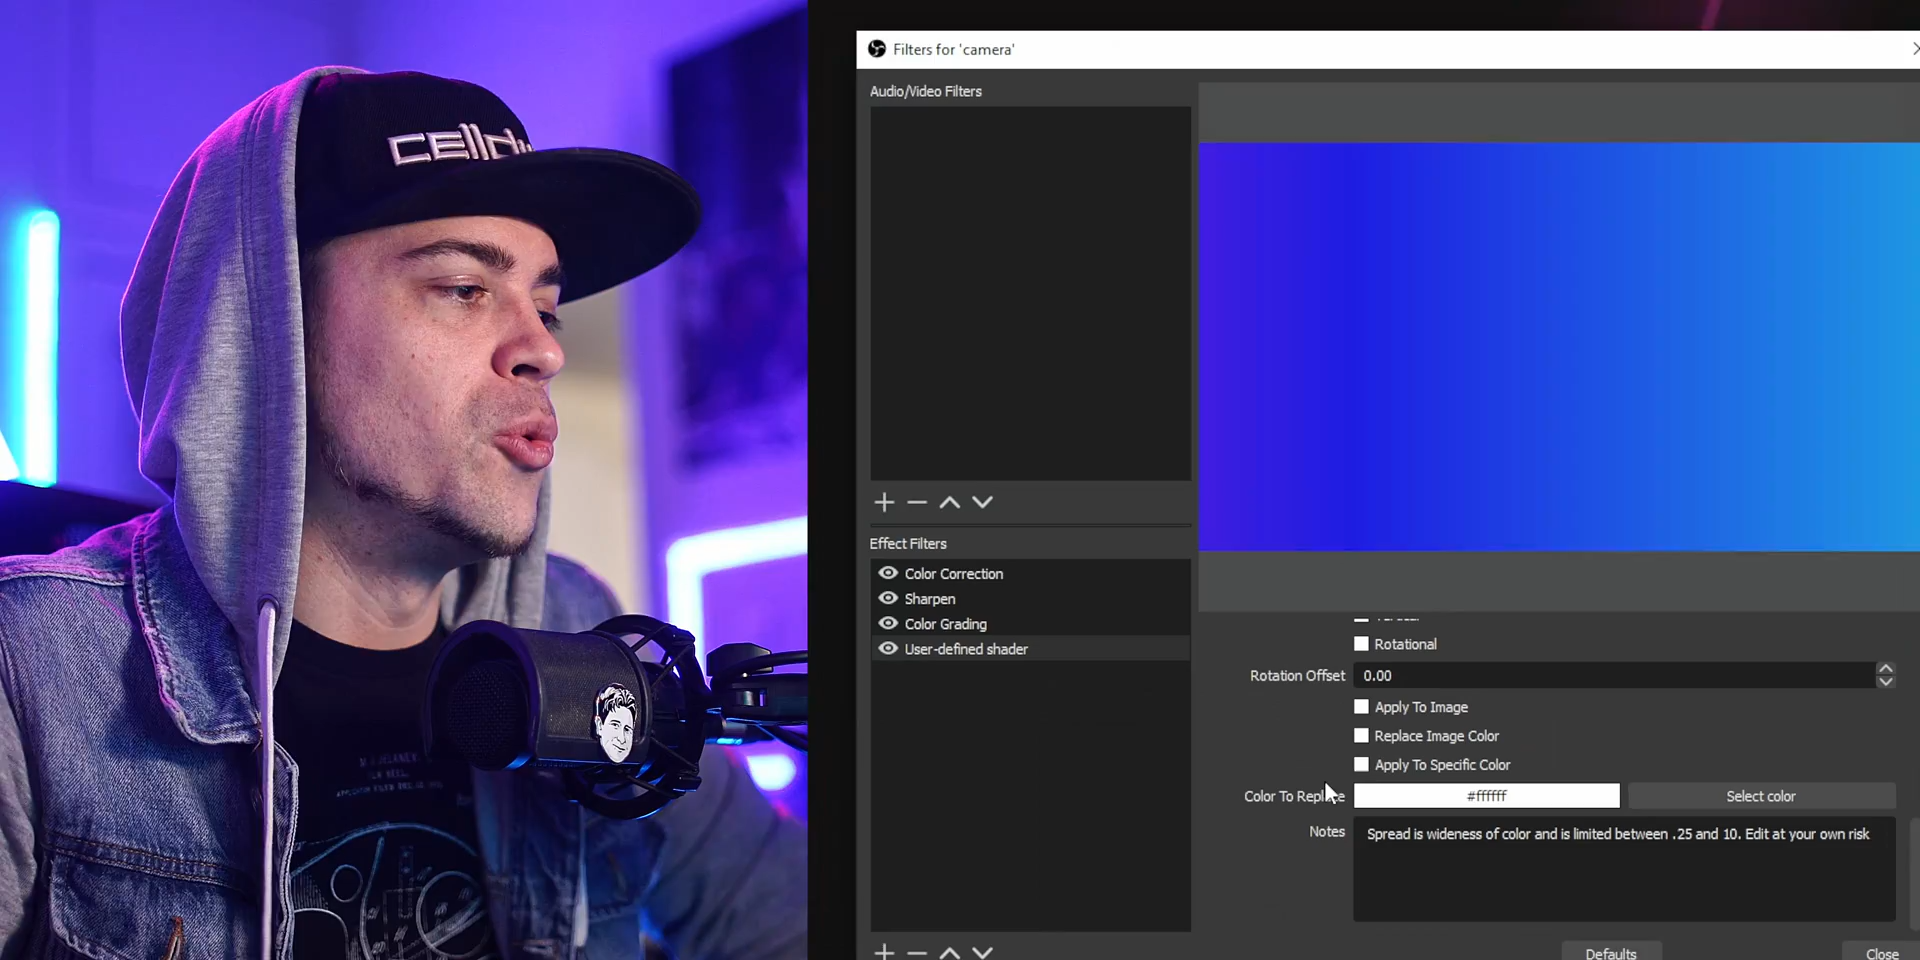 Filters for 'camera'
Audio/Video Filters
Effect Filters
Color Correction
Sharpen
Color Grading
User-defined shader
Rotational
Rotation Offset 0.00
Apply To Image
Replace Image Color
Apply To Specific Color
Color To Replace #ffffff Select color
Notes Spread is wideness of color and is limited between .25 and 10. Edit at your own risk
Defaults Close